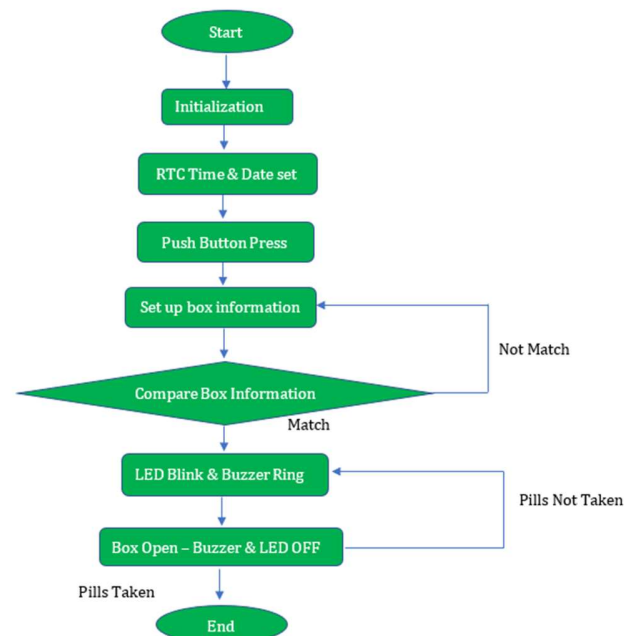 Start
Initialization
RTC Time & Date set
Push Button Press
Set up box information
Not Match
Compare Box Information
Match
LED Blink & Buzzer Ring
Pills Not Taken
Box Open – Buzzer & LED OFF
Pills Taken
End